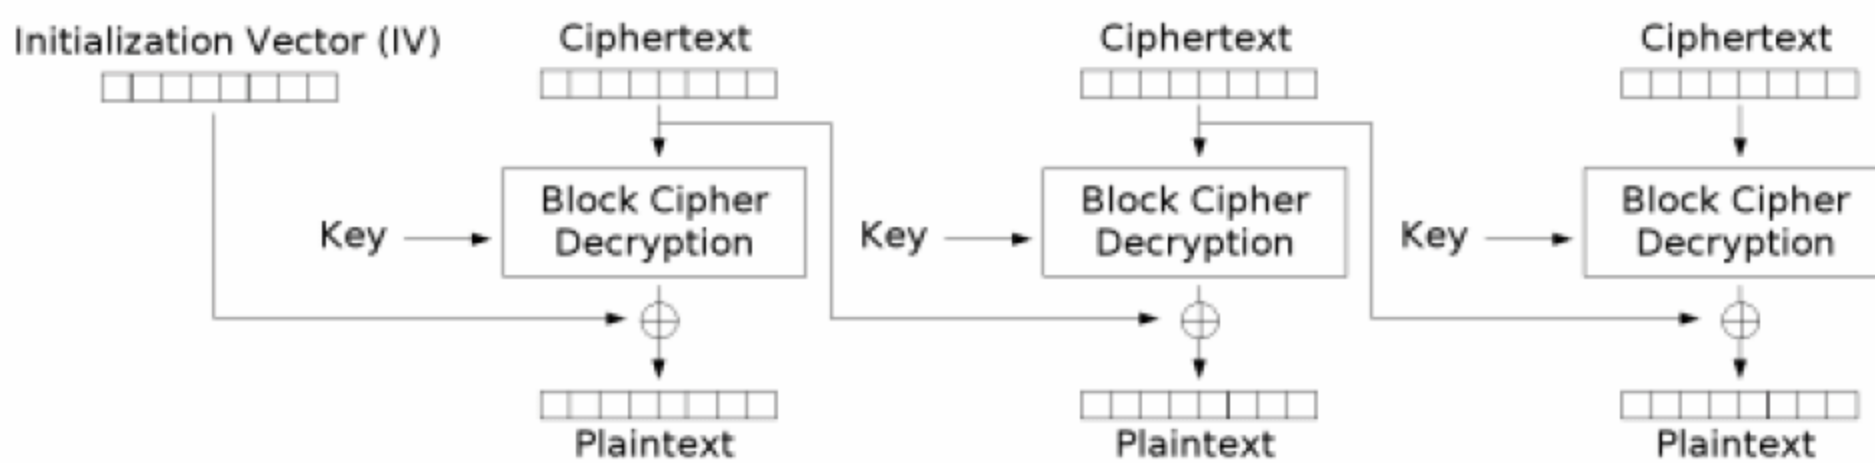 Initialization Vector (IV)
Ciphertext
Ciphertext
Ciphertext
Key
Block Cipher
Decryption
Key
Block Cipher
Decryption
Key
Block Cipher
Decryption
Plaintext
Plaintext
Plaintext